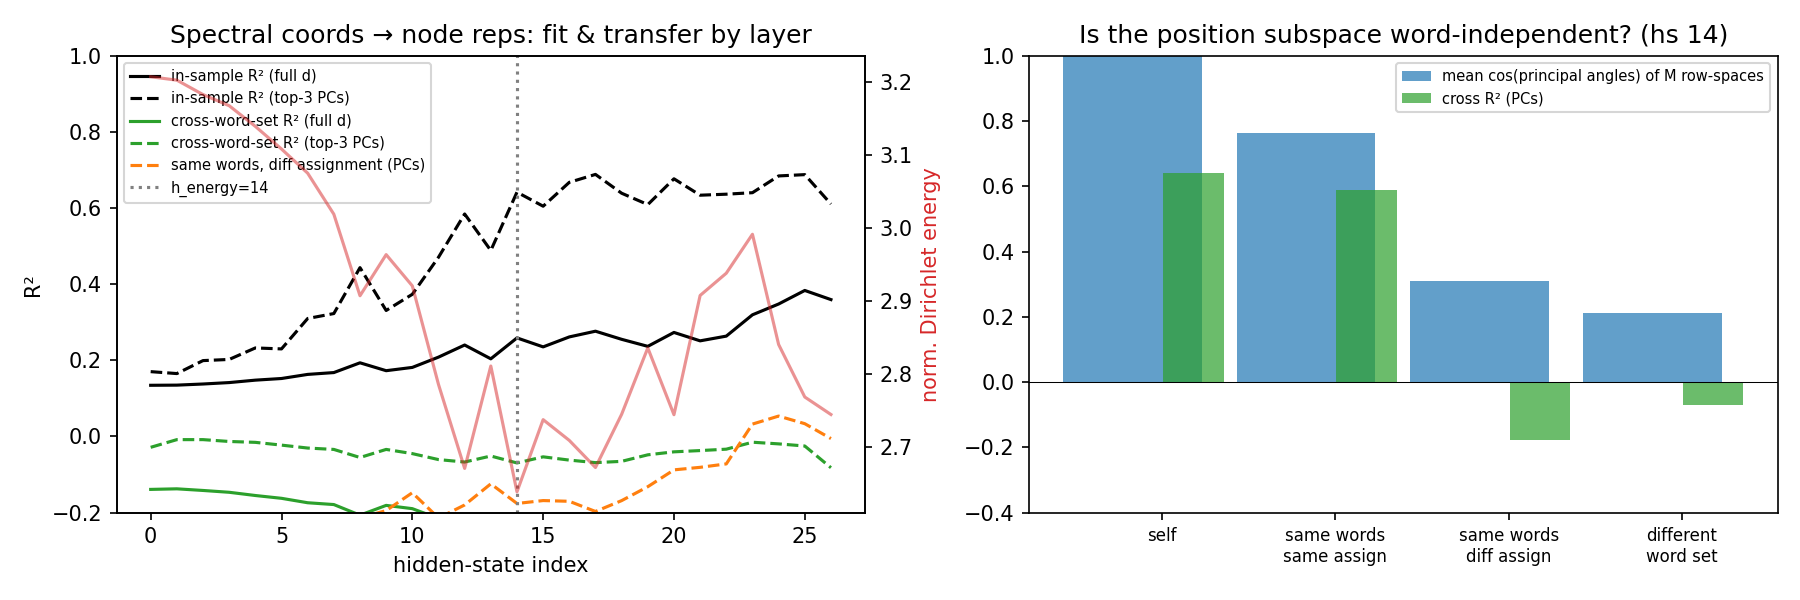 Spectral coords → node reps: fit & transfer by layer
1.0
0.8
0.6
0.4
0.2
0.0
−0.2
R²
in-sample R² (full d)
in-sample R² (top-3 PCs)
cross-word-set R² (full d)
cross-word-set R² (top-3 PCs)
same words, diff assignment (PCs)
h_energy=14
3.2
3.1
3.0
2.9
2.8
2.7
norm. Dirichlet energy
0
5
10
15
20
25
hidden-state index
Is the position subspace word-independent? (hs 14)
1.0
0.8
0.6
0.4
0.2
0.0
−0.2
−0.4
mean cos(principal angles) of M row-spaces
cross R² (PCs)
self
same words
same assign
same words
diff assign
different
word set